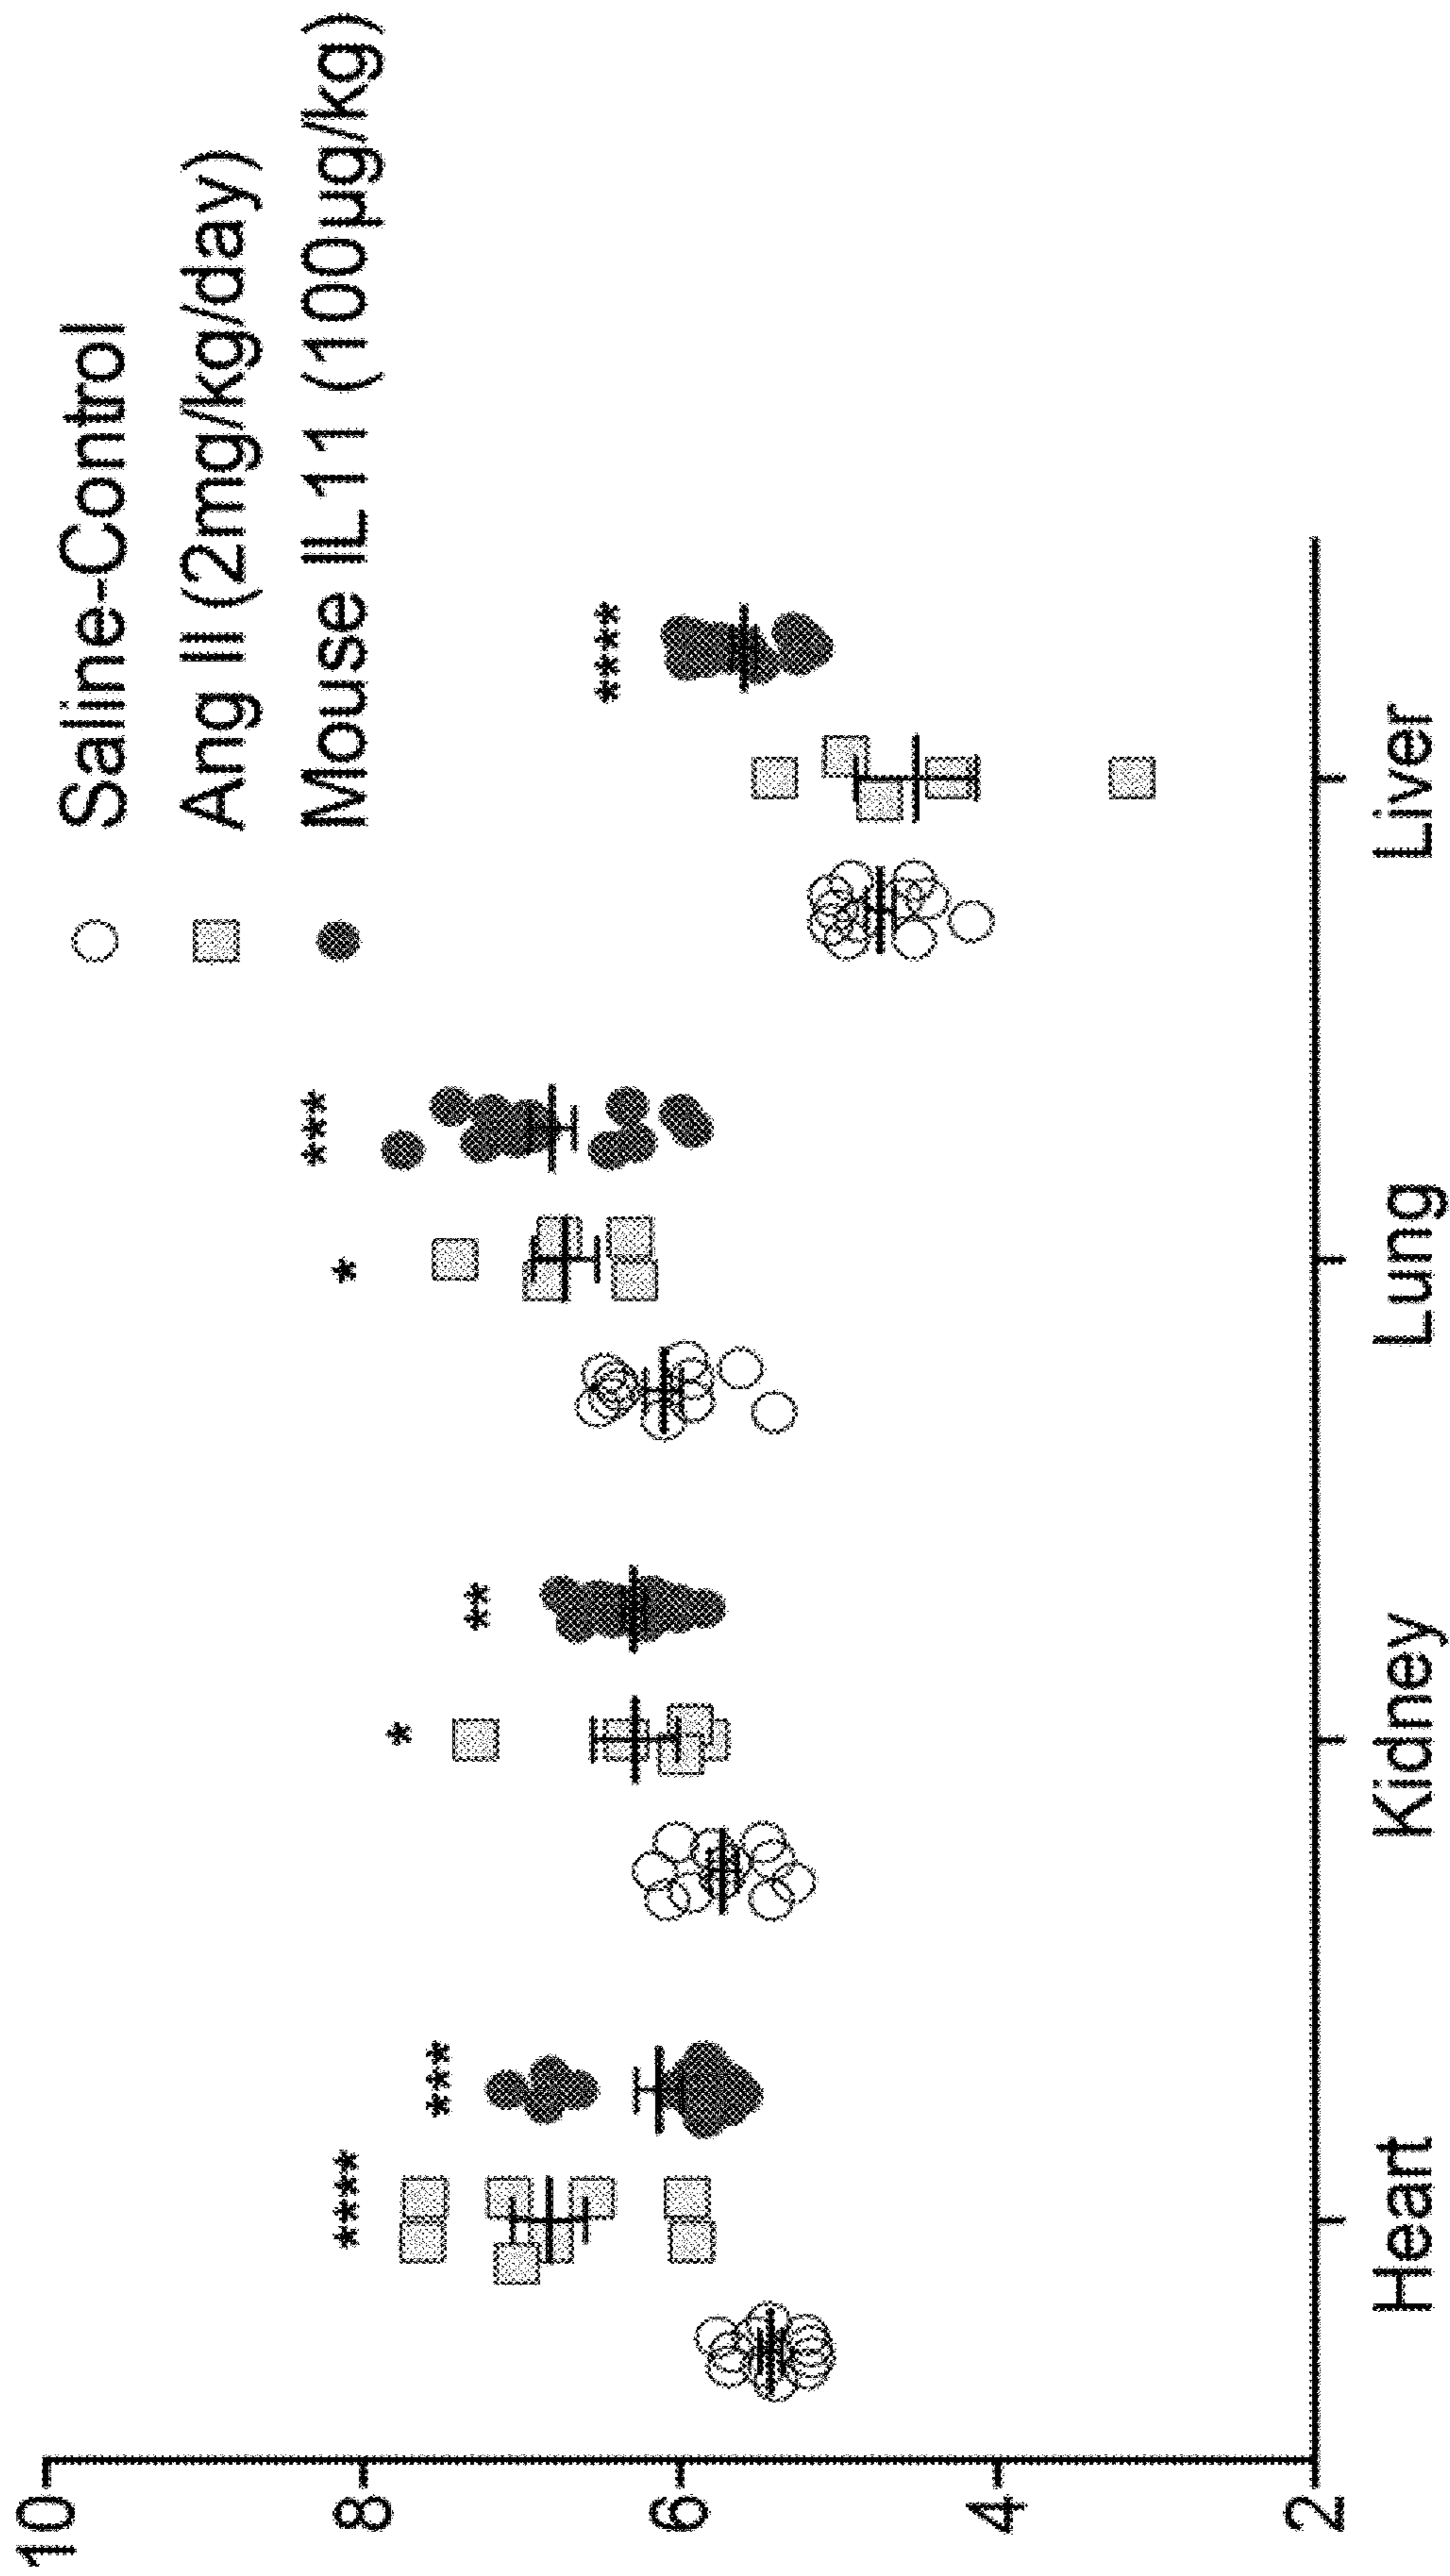 Saline-Control
Ang II (2mg/kg/day)
Mouse IL11 (100µg/kg)
10
8
6
4
2
****
***
*
**
*
***
****
Heart
Kidney
Lung
Liver